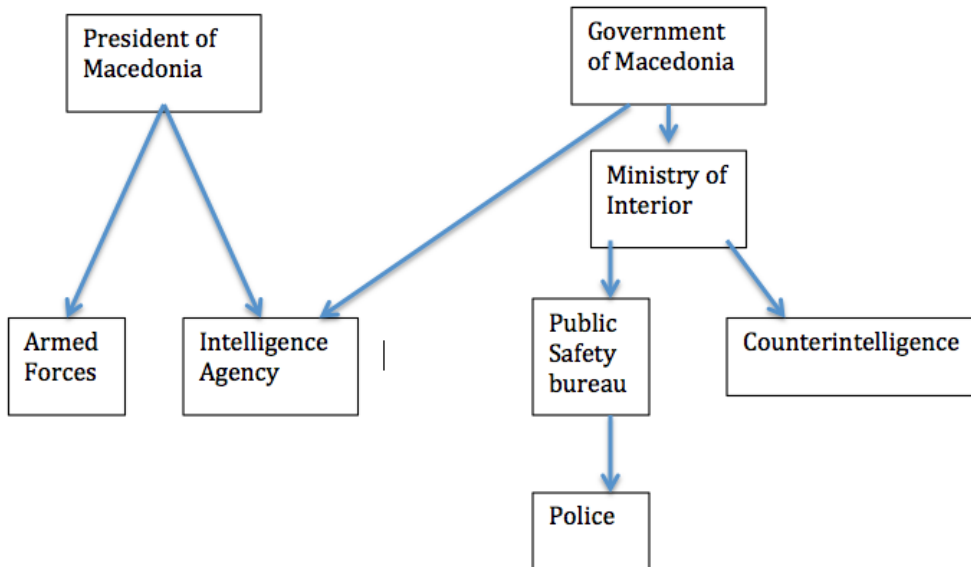 President of
Macedonia
Government
of Macedonia
Ministry of
Interior
Armed
Forces
Intelligence
Agency
Public
Safety
bureau
Counterintelligence
Police